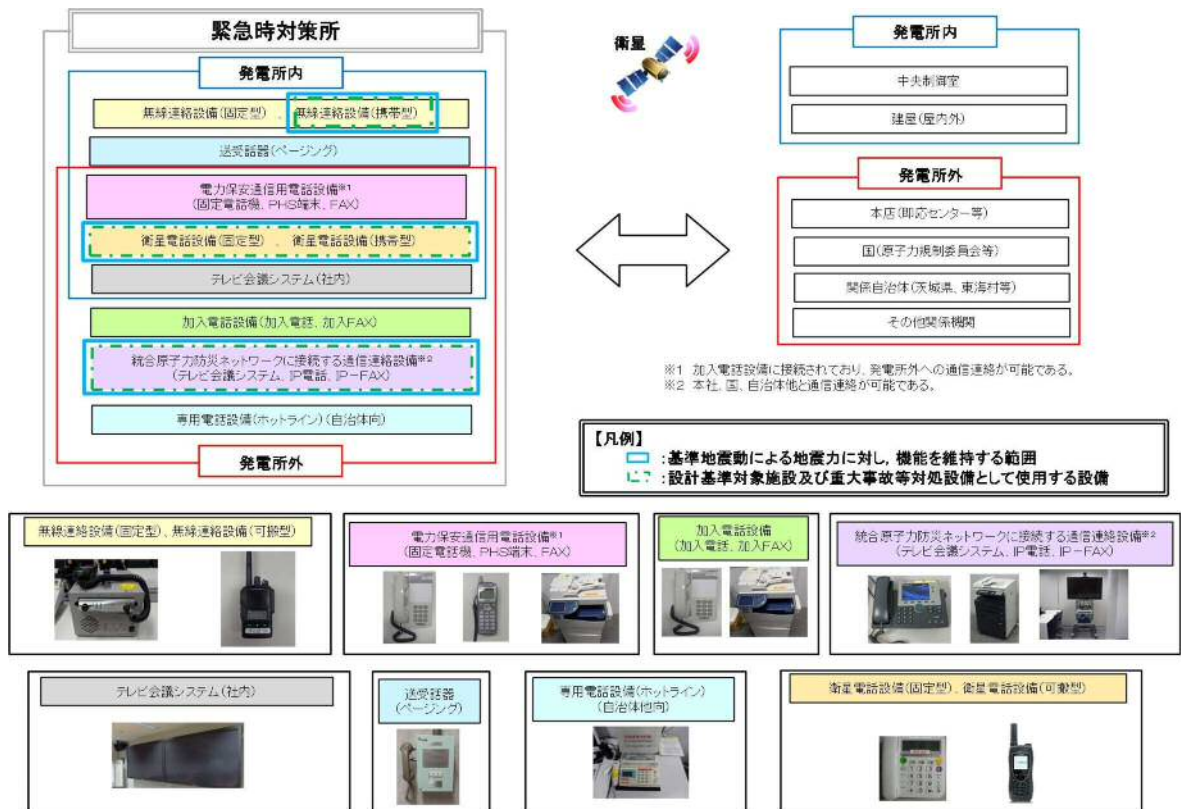 緊急時対策所
発電所内
無線連絡設備(固定型) 、 無線連絡設備(携帯型)
送受話器(ページング)
電力保安通信用電話設備※1
(固定電話機、PHS端末、FAX)
衛星電話設備(固定型) 、 衛星電話設備(携帯型)
テレビ会議システム(社内)
加入電話設備(加入電話、加入FAX)
統合原子力防災ネットワークに接続する通信連絡設備※2
(テレビ会議システム、IP電話、IP-FAX)
専用電話設備(ホットライン)(自治体向)
発電所外
衛星
発電所内
中央制御室
建屋(屋内外)
発電所外
本店(即応センター等)
国(原子力規制委員会等)
関係自治体(茨城県、東海村等)
その他関係機関
※1 加入電話設備に接続されており、発電所外への通信連絡が可能である。
※2 本社、国、自治体他と通信連絡が可能である。
【凡例】
:基準地震動による地震力に対し，機能を維持する範囲
:設計基準対象施設及び重大事故等対処設備として使用する設備
無線連絡設備(固定型)、無線連絡設備(可搬型)
電力保安通信用電話設備※1
(固定電話機、PHS端末、FAX)
加入電話設備
(加入電話、加入FAX)
統合原子力防災ネットワークに接続する通信連絡設備※2
(テレビ会議システム、IP電話、IP-FAX)
テレビ会議システム(社内)
送受話器
(ページング)
専用電話設備(ホットライン)
(自治体他向)
衛星電話設備(固定型)、衛星電話設備(可搬型)